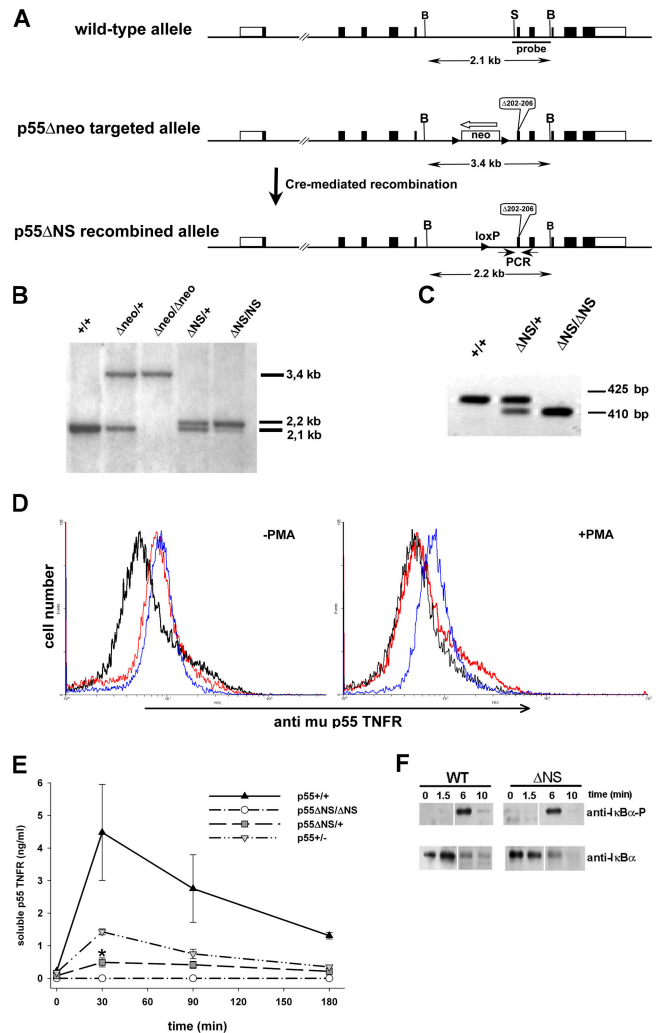 A
wild-type allele
B
S
B
probe
2.1 kb
p55Δneo targeted allele
B
neo
Δ202-206
B
3.4 kb
Cre-mediated recombination
p55ΔNS recombined allele
B
loxP
Δ202-206
B
PCR
2.2 kb
B
+/+
Δneo/+
Δneo/Δneo
ΔNS/+
ΔNS/NS
3,4 kb
2,2 kb
2,1 kb
C
+/+
ΔNS/+
ΔNS/ΔNS
425 bp
410 bp
D
-PMA
+PMA
cell number
anti mu p55 TNFR
E
soluble p55 TNFR (ng/ml)
6
5
4
3
2
1
0
p55+/+
p55ΔNS/ΔNS
p55ΔNS/+
p55+/-
*
0 30 60 90 120 150 180
time (min)
F
WT
ΔNS
0 1.5 6 10 0 1.5 6 10 time (min)
anti-IκBα-P
anti-IκBα